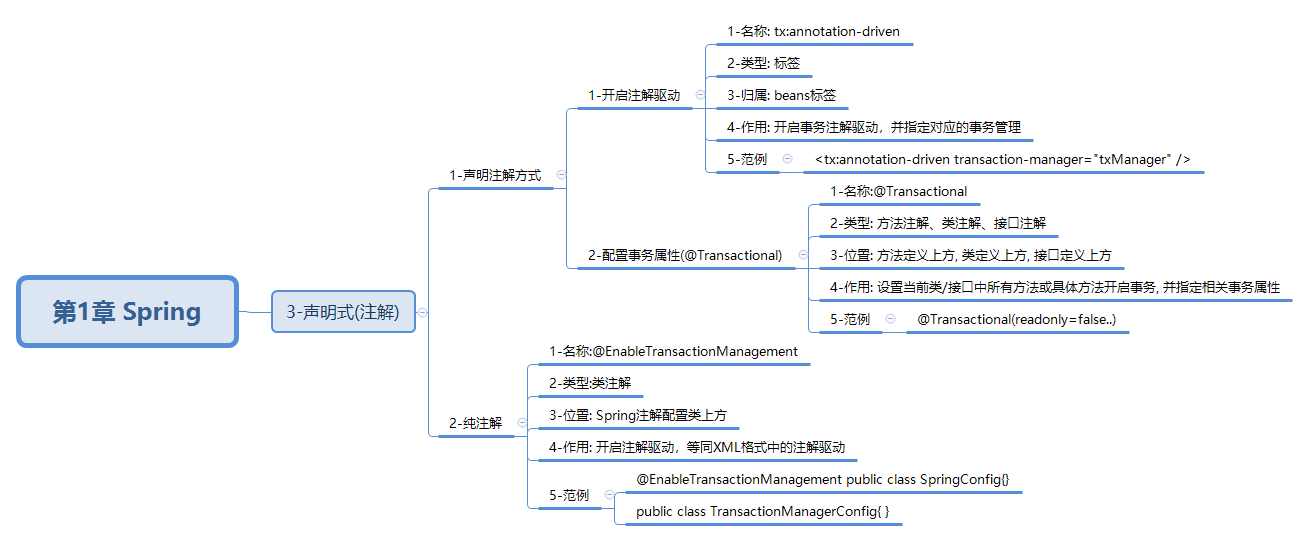 第1章 Spring
3-声明式(注解)
1-声明注解方式
1-开启注解驱动
1-名称: tx:annotation-driven
2-类型: 标签
3-归属: beans标签
4-作用: 开启事务注解驱动，并指定对应的事务管理
5-范例
<tx:annotation-driven transaction-manager="txManager" />
2-配置事务属性(@Transactional)
1-名称:@Transactional
2-类型: 方法注解、类注解、接口注解
3-位置: 方法定义上方, 类定义上方, 接口定义上方
4-作用: 设置当前类/接口中所有方法或具体方法开启事务, 并指定相关事务属性
5-范例
@Transactional(readonly=false..)
2-纯注解
1-名称:@EnableTransactionManagement
2-类型:类注解
3-位置: Spring注解配置类上方
4-作用: 开启注解驱动，等同XML格式中的注解驱动
5-范例
@EnableTransactionManagement public class SpringConfig{}
public class TransactionManagerConfig{ }